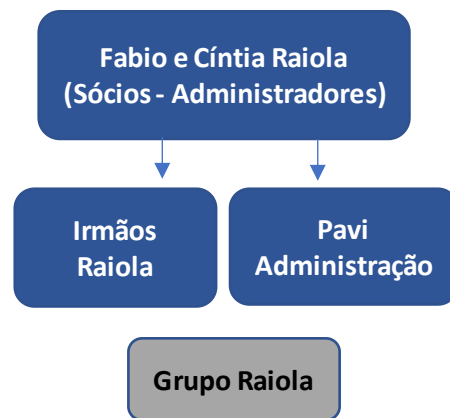 Fabio e Cíntia Raiola
(Sócios - Administradores)
Irmãos
Raiola
Pavi
Administração
Grupo Raiola